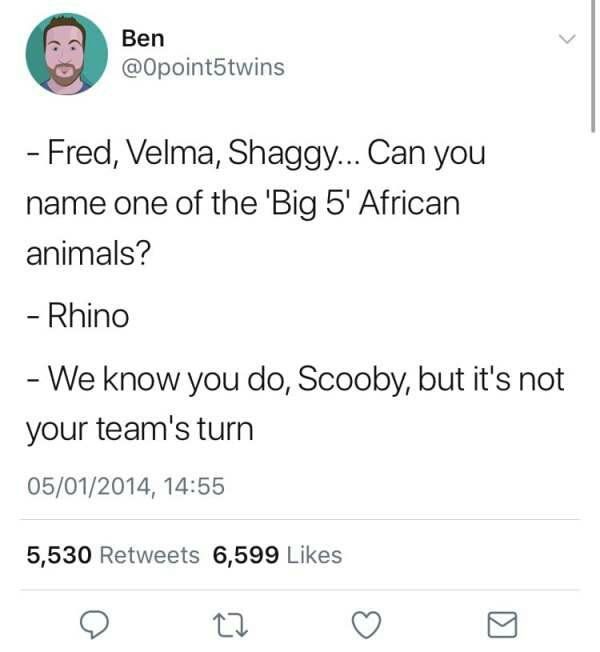 Ben
@0point5twins
- Fred, Velma, Shaggy... Can you
name one of the 'Big 5' African
animals?
- Rhino
- We know you do, Scooby, but it's not
your team's turn
05/01/2014, 14:55
5,530 Retweets 6,599 Likes